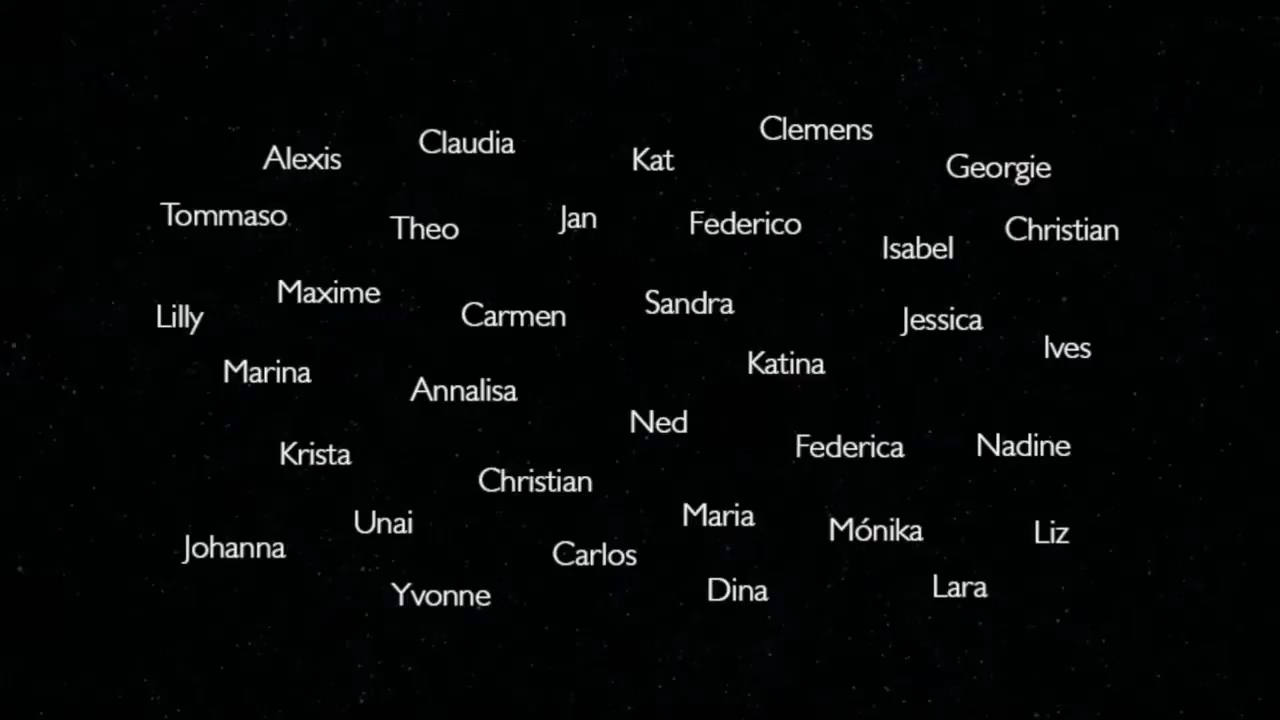 Clemens
Claudia
Alexis
Kat
Georgie
Tommaso
Theo
Jan
Federico
Isabel
Christian
Maxime
Lilly
Carmen
Sandra
Jessica
Ives
Marina
Annalisa
Katina
Ned
Krista
Federica
Nadine
Christian
Unai
Maria
Mónika
Liz
Johanna
Carlos
Yvonne
Dina
Lara